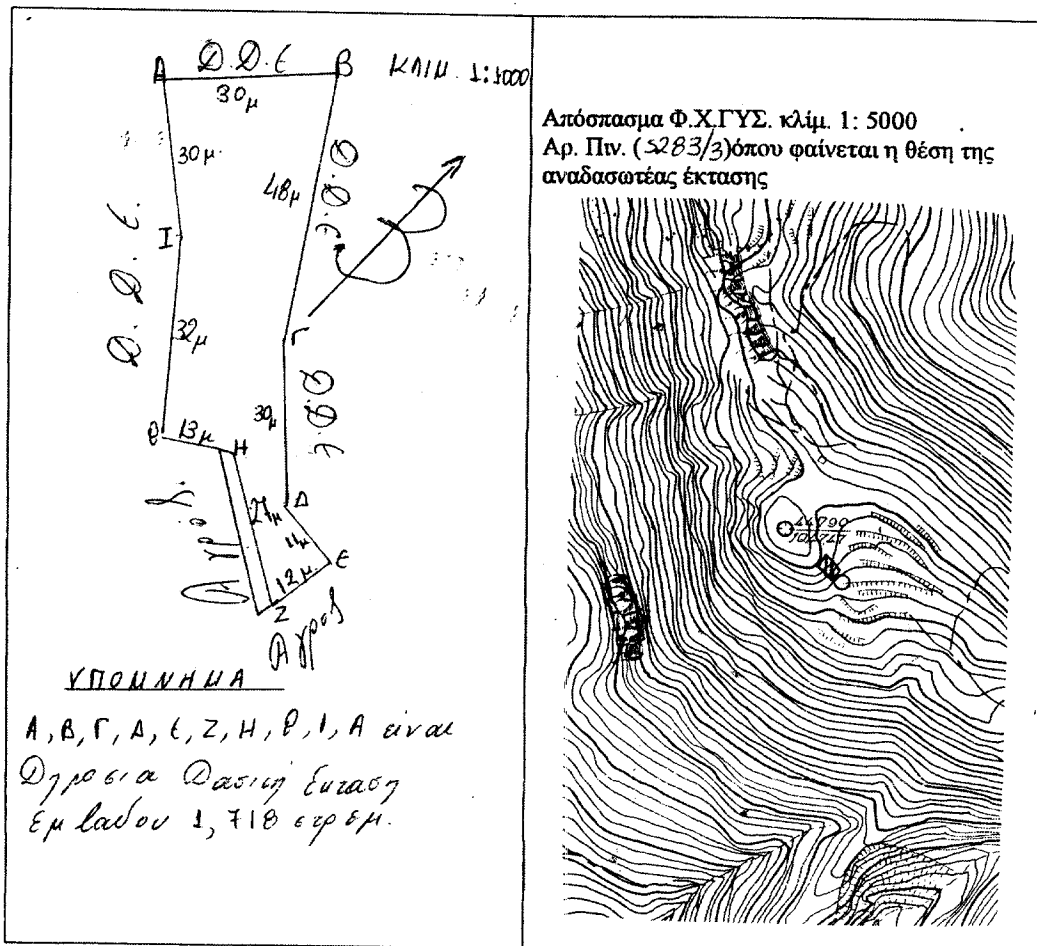 Δ.Δ.Ε
Α
Β
ΚΛΙΜ. 1:1000
30μ
30μ
48μ
Δ.Δ.Ε
Ι
Δ.Δ.Ε.
32μ
Γ
30μ
Δ.Δ.Ε
Θ
13μ
Η
27μ
Δ
11μ
Ε
12μ
Ζ
Αγρός
Αγρός
ΥΠΟΜΝΗΜΑ
Α, Β, Γ, Δ, Ε, Ζ, Η, Θ, Ι, Α είναι
Δημόσια Δασική Έκταση
Εμβαδού 1,718 στρεμ.
Απόσπασμα Φ.Χ.ΓΥΣ. κλίμ. 1: 5000
Αρ. Πιν. (5283/3)όπου φαίνεται η θέση της
αναδασωτέας έκτασης